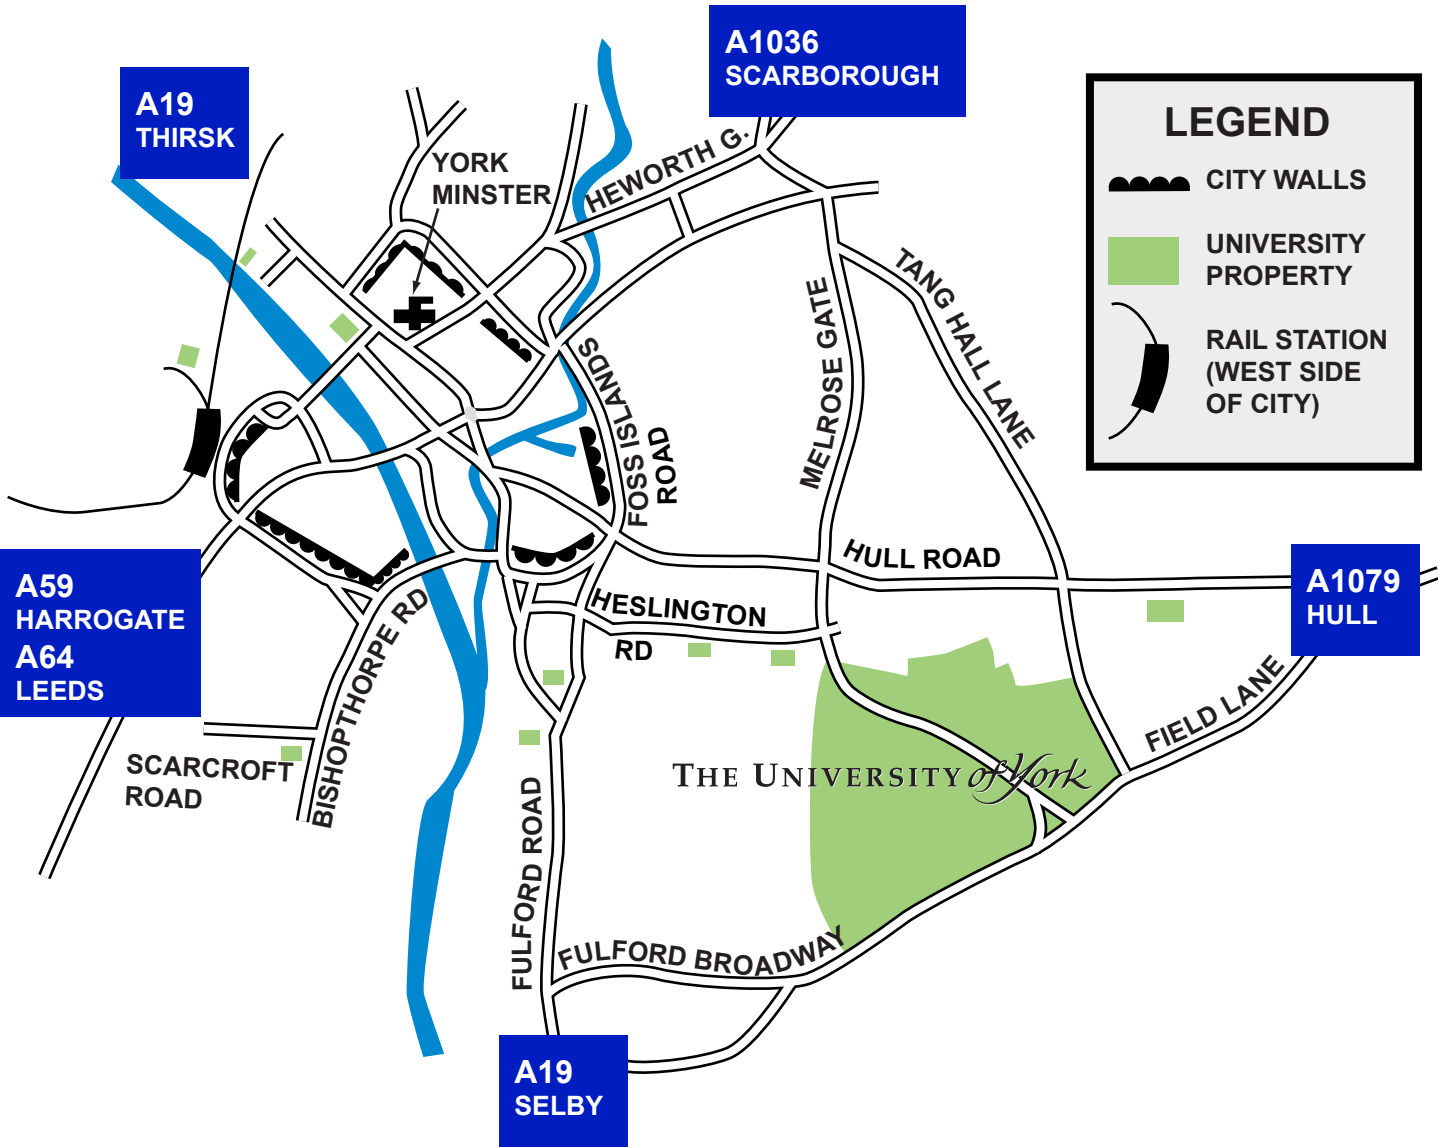 A1036
SCARBOROUGH
A19
THIRSK
LEGEND
CITY WALLS
UNIVERSITY
PROPERTY
RAIL STATION
(WEST SIDE
OF CITY)
YORK
MINSTER
HEWORTH G.
TANG HALL LANE
MELROSE GATE
FOSS ISLANDS
ROAD
HULL ROAD
A1079
HULL
A59
HARROGATE
A64
LEEDS
HESLINGTON
RD
BISHOPTHORPE RD
FIELD LANE
SCARCROFT
ROAD
THE UNIVERSITY of York
FULFORD ROAD
FULFORD BROADWAY
A19
SELBY